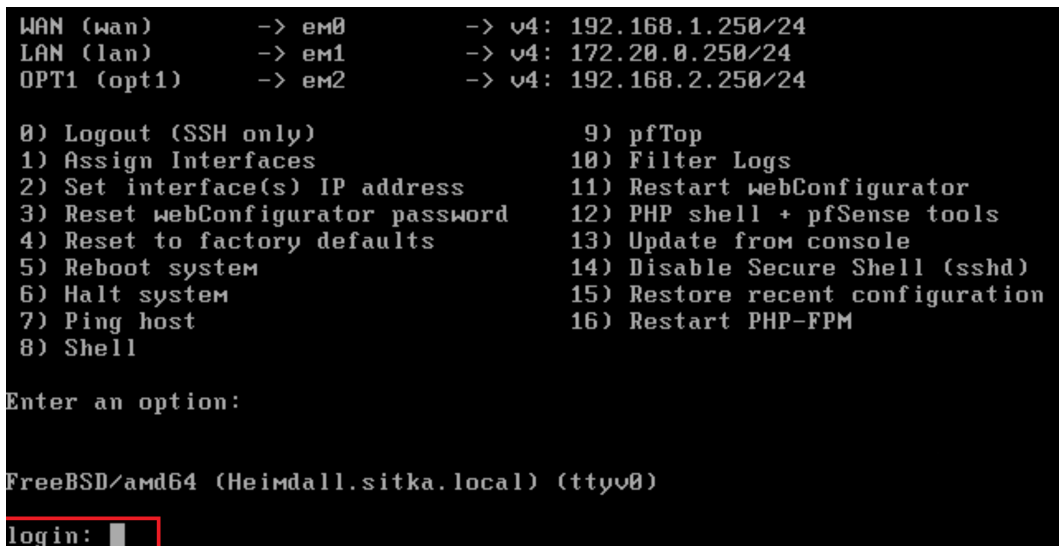 WAN (wan) -> em0 -> v4: 192.168.1.250/24
LAN (lan) -> em1 -> v4: 172.20.0.250/24
OPT1 (opt1) -> em2 -> v4: 192.168.2.250/24
0) Logout (SSH only) 9) pfTop
1) Assign Interfaces 10) Filter Logs
2) Set interface(s) IP address 11) Restart webConfigurator
3) Reset webConfigurator password 12) PHP shell + pfSense tools
4) Reset to factory defaults 13) Update from console
5) Reboot system 14) Disable Secure Shell (sshd)
6) Halt system 15) Restore recent configuration
7) Ping host 16) Restart PHP-FPM
8) Shell
Enter an option:
FreeBSD/amd64 (Heimdall.sitka.local) (ttyv0)
login: